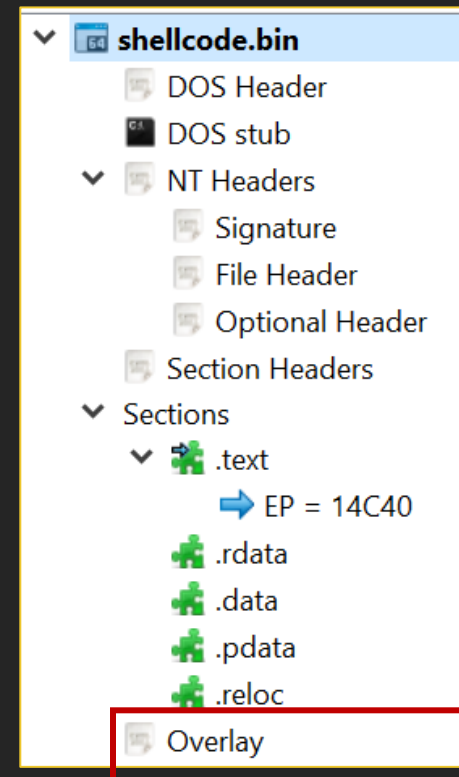 64 shellcode.bin
DOS Header
C:\ DOS stub
NT Headers
Signature
File Header
Optional Header
Section Headers
Sections
.text
EP = 14C40
.rdata
.data
.pdata
.reloc
Overlay